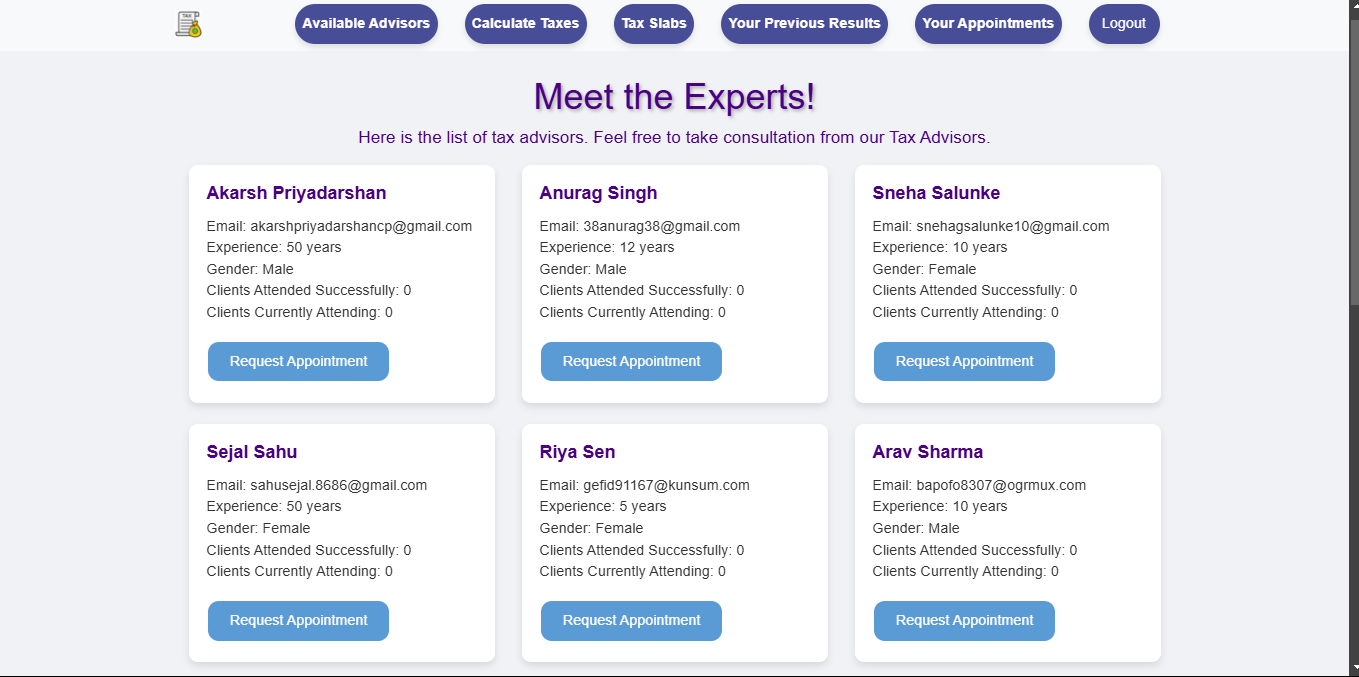 TAX
Available Advisors
Calculate Taxes
Tax Slabs
Your Previous Results
Your Appointments
Logout
Meet the Experts!
Here is the list of tax advisors. Feel free to take consultation from our Tax Advisors.
Akarsh Priyadarshan
Email: akarshpriyadarshancp@gmail.com
Experience: 50 years
Gender: Male
Clients Attended Successfully: 0
Clients Currently Attending: 0
Request Appointment
Anurag Singh
Email: 38anurag38@gmail.com
Experience: 12 years
Gender: Male
Clients Attended Successfully: 0
Clients Currently Attending: 0
Request Appointment
Sneha Salunke
Email: snehagsalunke10@gmail.com
Experience: 10 years
Gender: Female
Clients Attended Successfully: 0
Clients Currently Attending: 0
Request Appointment
Sejal Sahu
Email: sahusejal.8686@gmail.com
Experience: 50 years
Gender: Female
Clients Attended Successfully: 0
Clients Currently Attending: 0
Request Appointment
Riya Sen
Email: gefid91167@kunsum.com
Experience: 5 years
Gender: Female
Clients Attended Successfully: 0
Clients Currently Attending: 0
Request Appointment
Arav Sharma
Email: bapofo8307@ogrmux.com
Experience: 10 years
Gender: Male
Clients Attended Successfully: 0
Clients Currently Attending: 0
Request Appointment